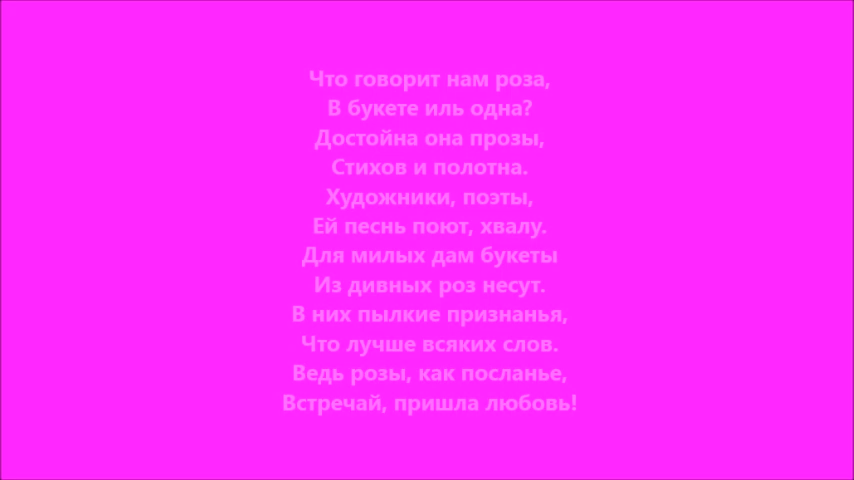 Что говорит нам роза,
В букете иль одна?
Достойна она прозы,
Стихов и полотна.
Художники, поэты,
Ей песнь поют, хвалу.
Для милых дам букеты
Из дивных роз несут.
В них пылкие признанья,
Что лучше всяких слов.
Ведь розы, как посланье,
Встречай, пришла любовь!